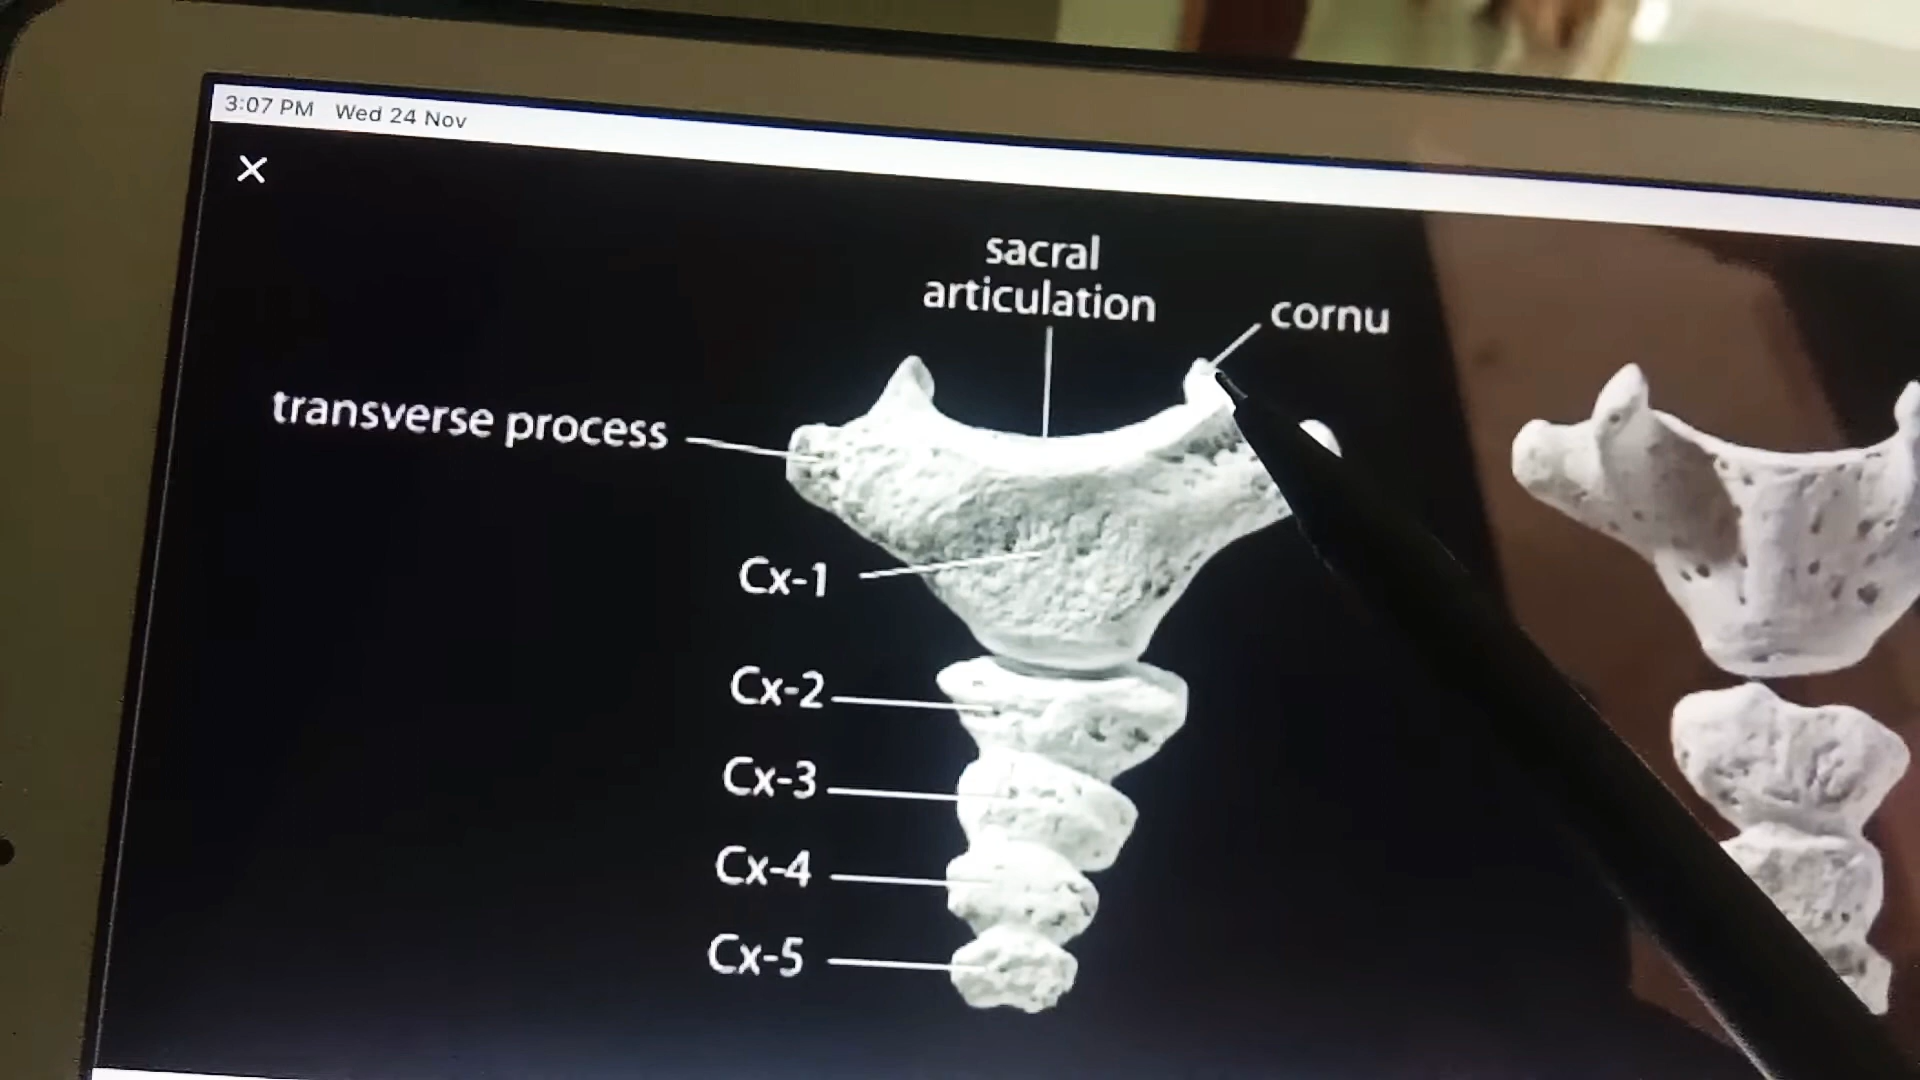 3:07 PM Wed 24 Nov
sacral
articulation
cornu
transverse process
Cx-1
Cx-2
Cx-3
Cx-4
Cx-5